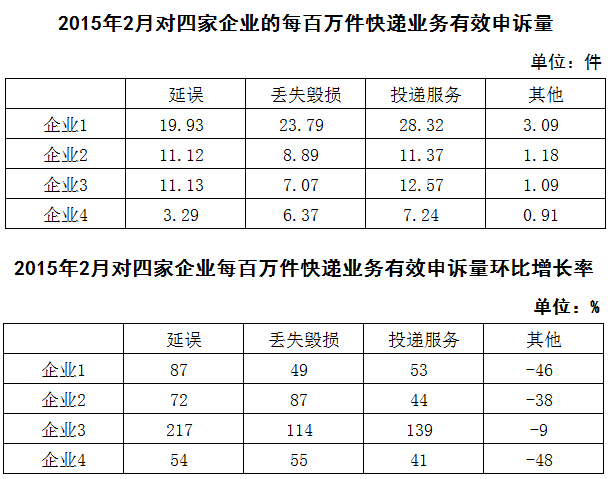 2015年2月对四家企业的每百万件快递业务有效申诉量
单位：件
延误 丢失毁损 投递服务 其他
企业1 19.93 23.79 28.32 3.09
企业2 11.12 8.89 11.37 1.18
企业3 11.13 7.07 12.57 1.09
企业4 3.29 6.37 7.24 0.91
2015年2月对四家企业每百万件快递业务有效申诉量环比增长率
单位：%
延误 丢失毁损 投递服务 其他
企业1 87 49 53 -46
企业2 72 87 44 -38
企业3 217 114 139 -9
企业4 54 55 41 -48